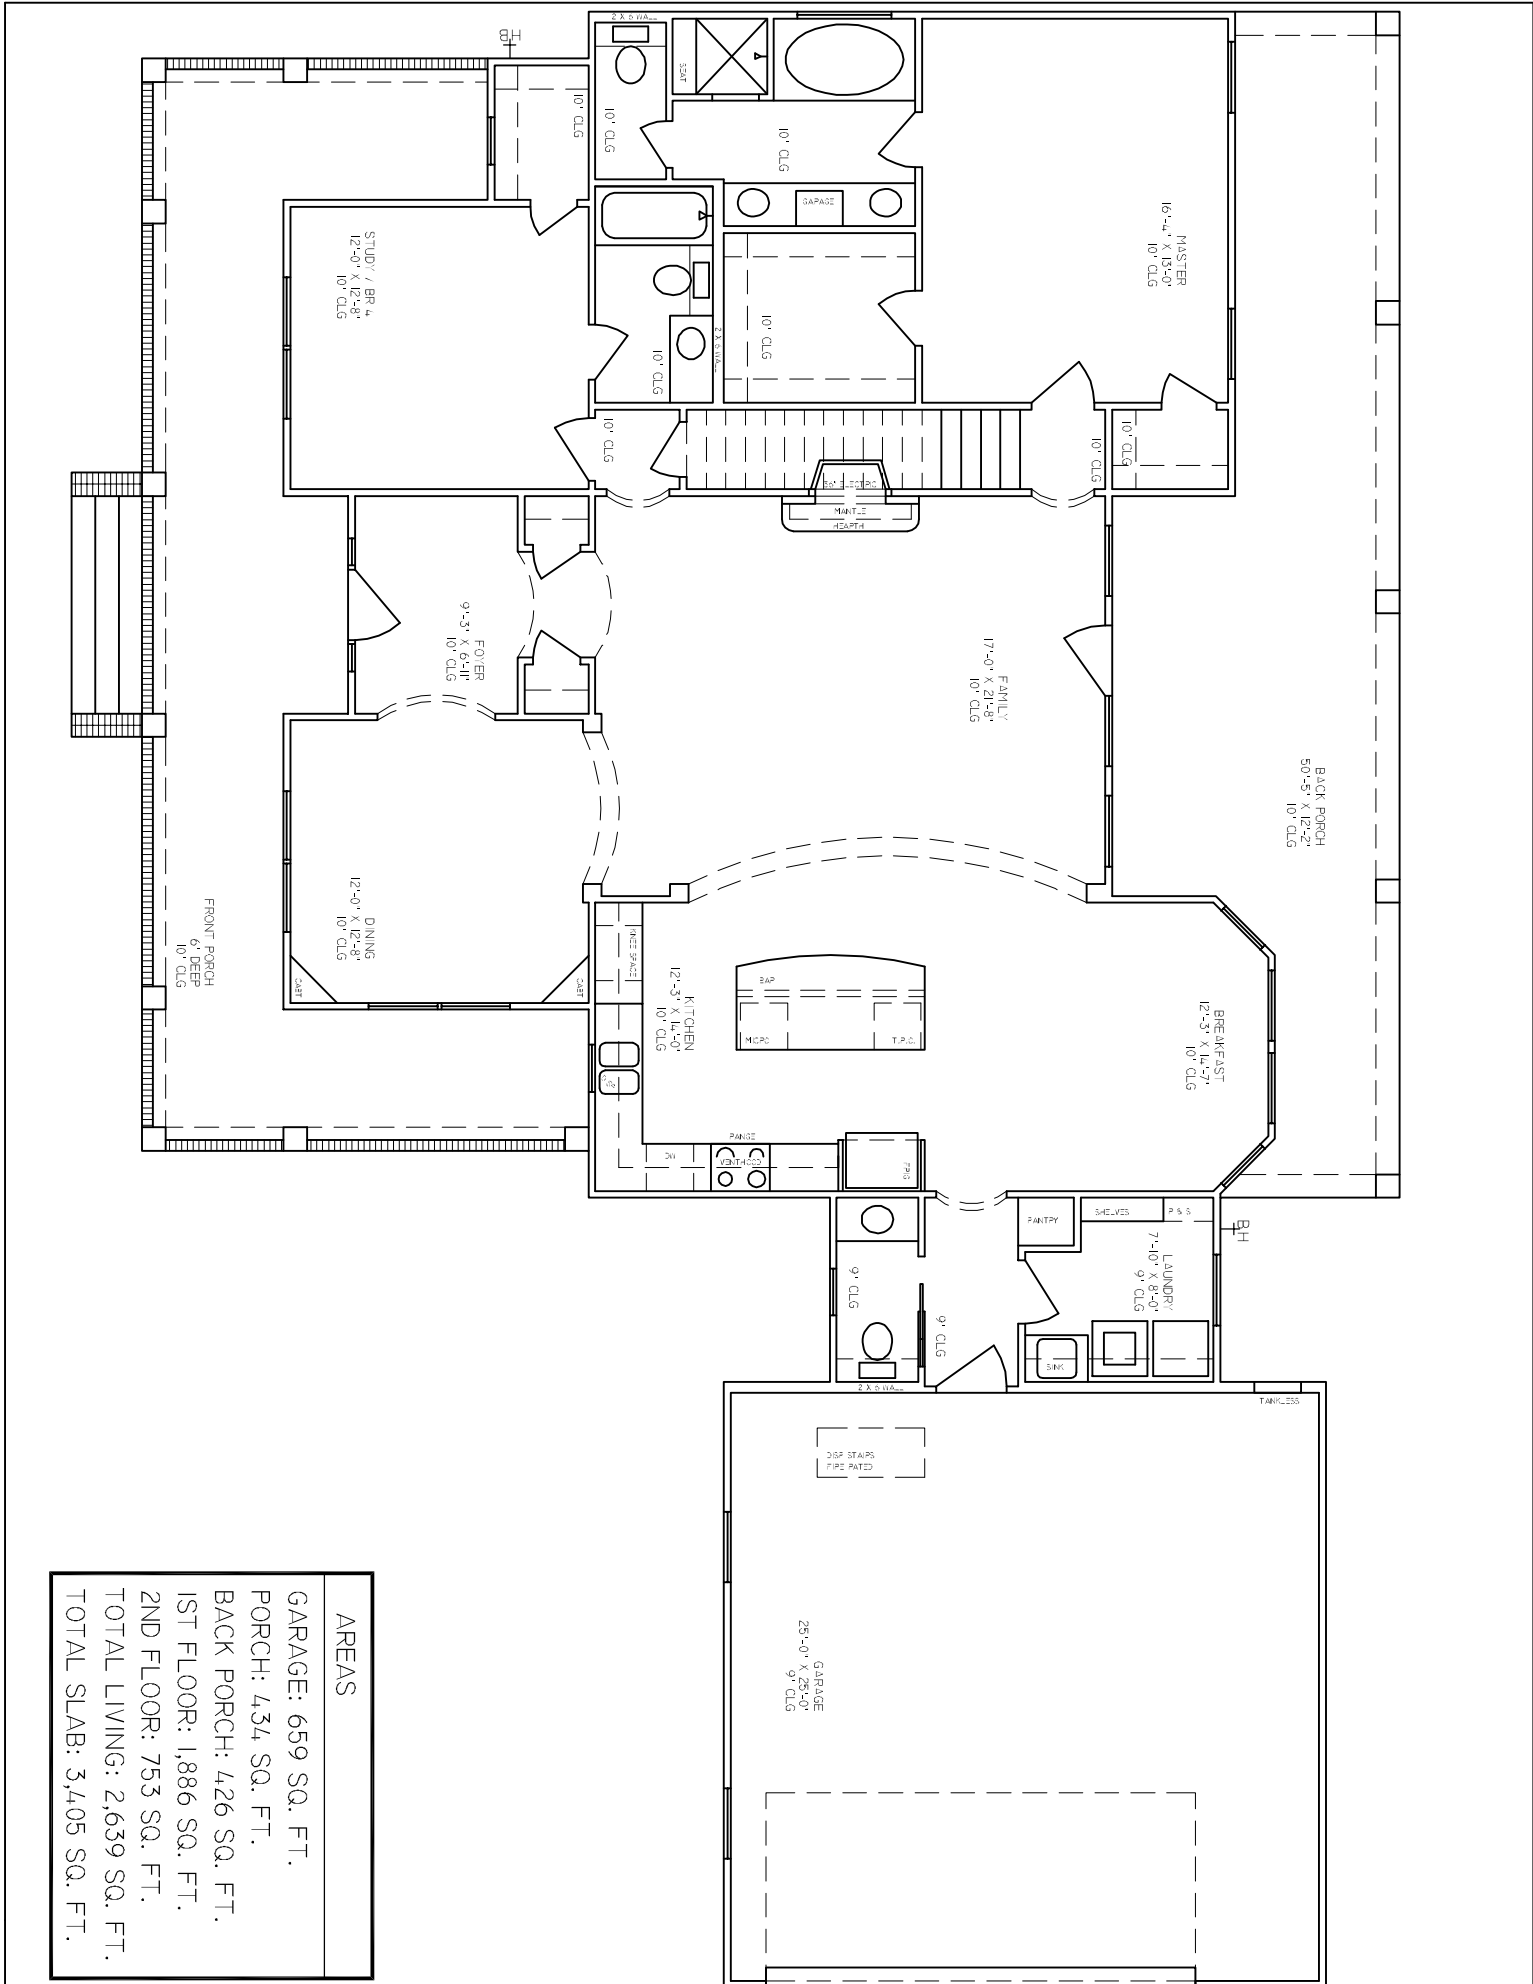 BACK PORCH
50'-5" X 12'-2"
10' CLG
MASTER
16'-4" X 13'-0"
10' CLG
10' CLG
10' CLG
BREAKFAST
12'-3" X 14'-7"
10' CLG
LAUNDRY
7'-10" X 8'-0"
9' CLG
SHELVES
PANTRY
SINK
TANKLESS
FAMILY
17'-0" X 21'-8"
10' CLG
MANTLE
HEARTH
36" ELECTRIC
SEAT
10' CLG
GARAGE
10' CLG
2 X 6 WALL
10' CLG
10' CLG
2 X 6 WALL
10' CLG
10' CLG
HB
HB
BAR
MICRO
KITCHEN
12'-3" X 14'-0"
10' CLG
KNEE SPACE
DW
RANGE
VENTHOOD
9' CLG
9' CLG
2 X 6 WALL
DISP STAIRS
FIRE RATED
GARAGE
25'-0" X 25'-0"
9' CLG
FOYER
9'-3" X 6'-11"
10' CLG
STUDY / BR 4
12'-0" X 12'-8"
10' CLG
DINING
12'-0" X 12'-8"
10' CLG
CABT
CABT
FRONT PORCH
6' DEEP
10' CLG
AREAS
GARAGE: 659 SQ. FT.
PORCH: 434 SQ. FT.
BACK PORCH: 426 SQ. FT.
1ST FLOOR: 1,886 SQ. FT.
2ND FLOOR: 753 SQ. FT.
TOTAL LIVING: 2,639 SQ. FT.
TOTAL SLAB: 3,405 SQ. FT.